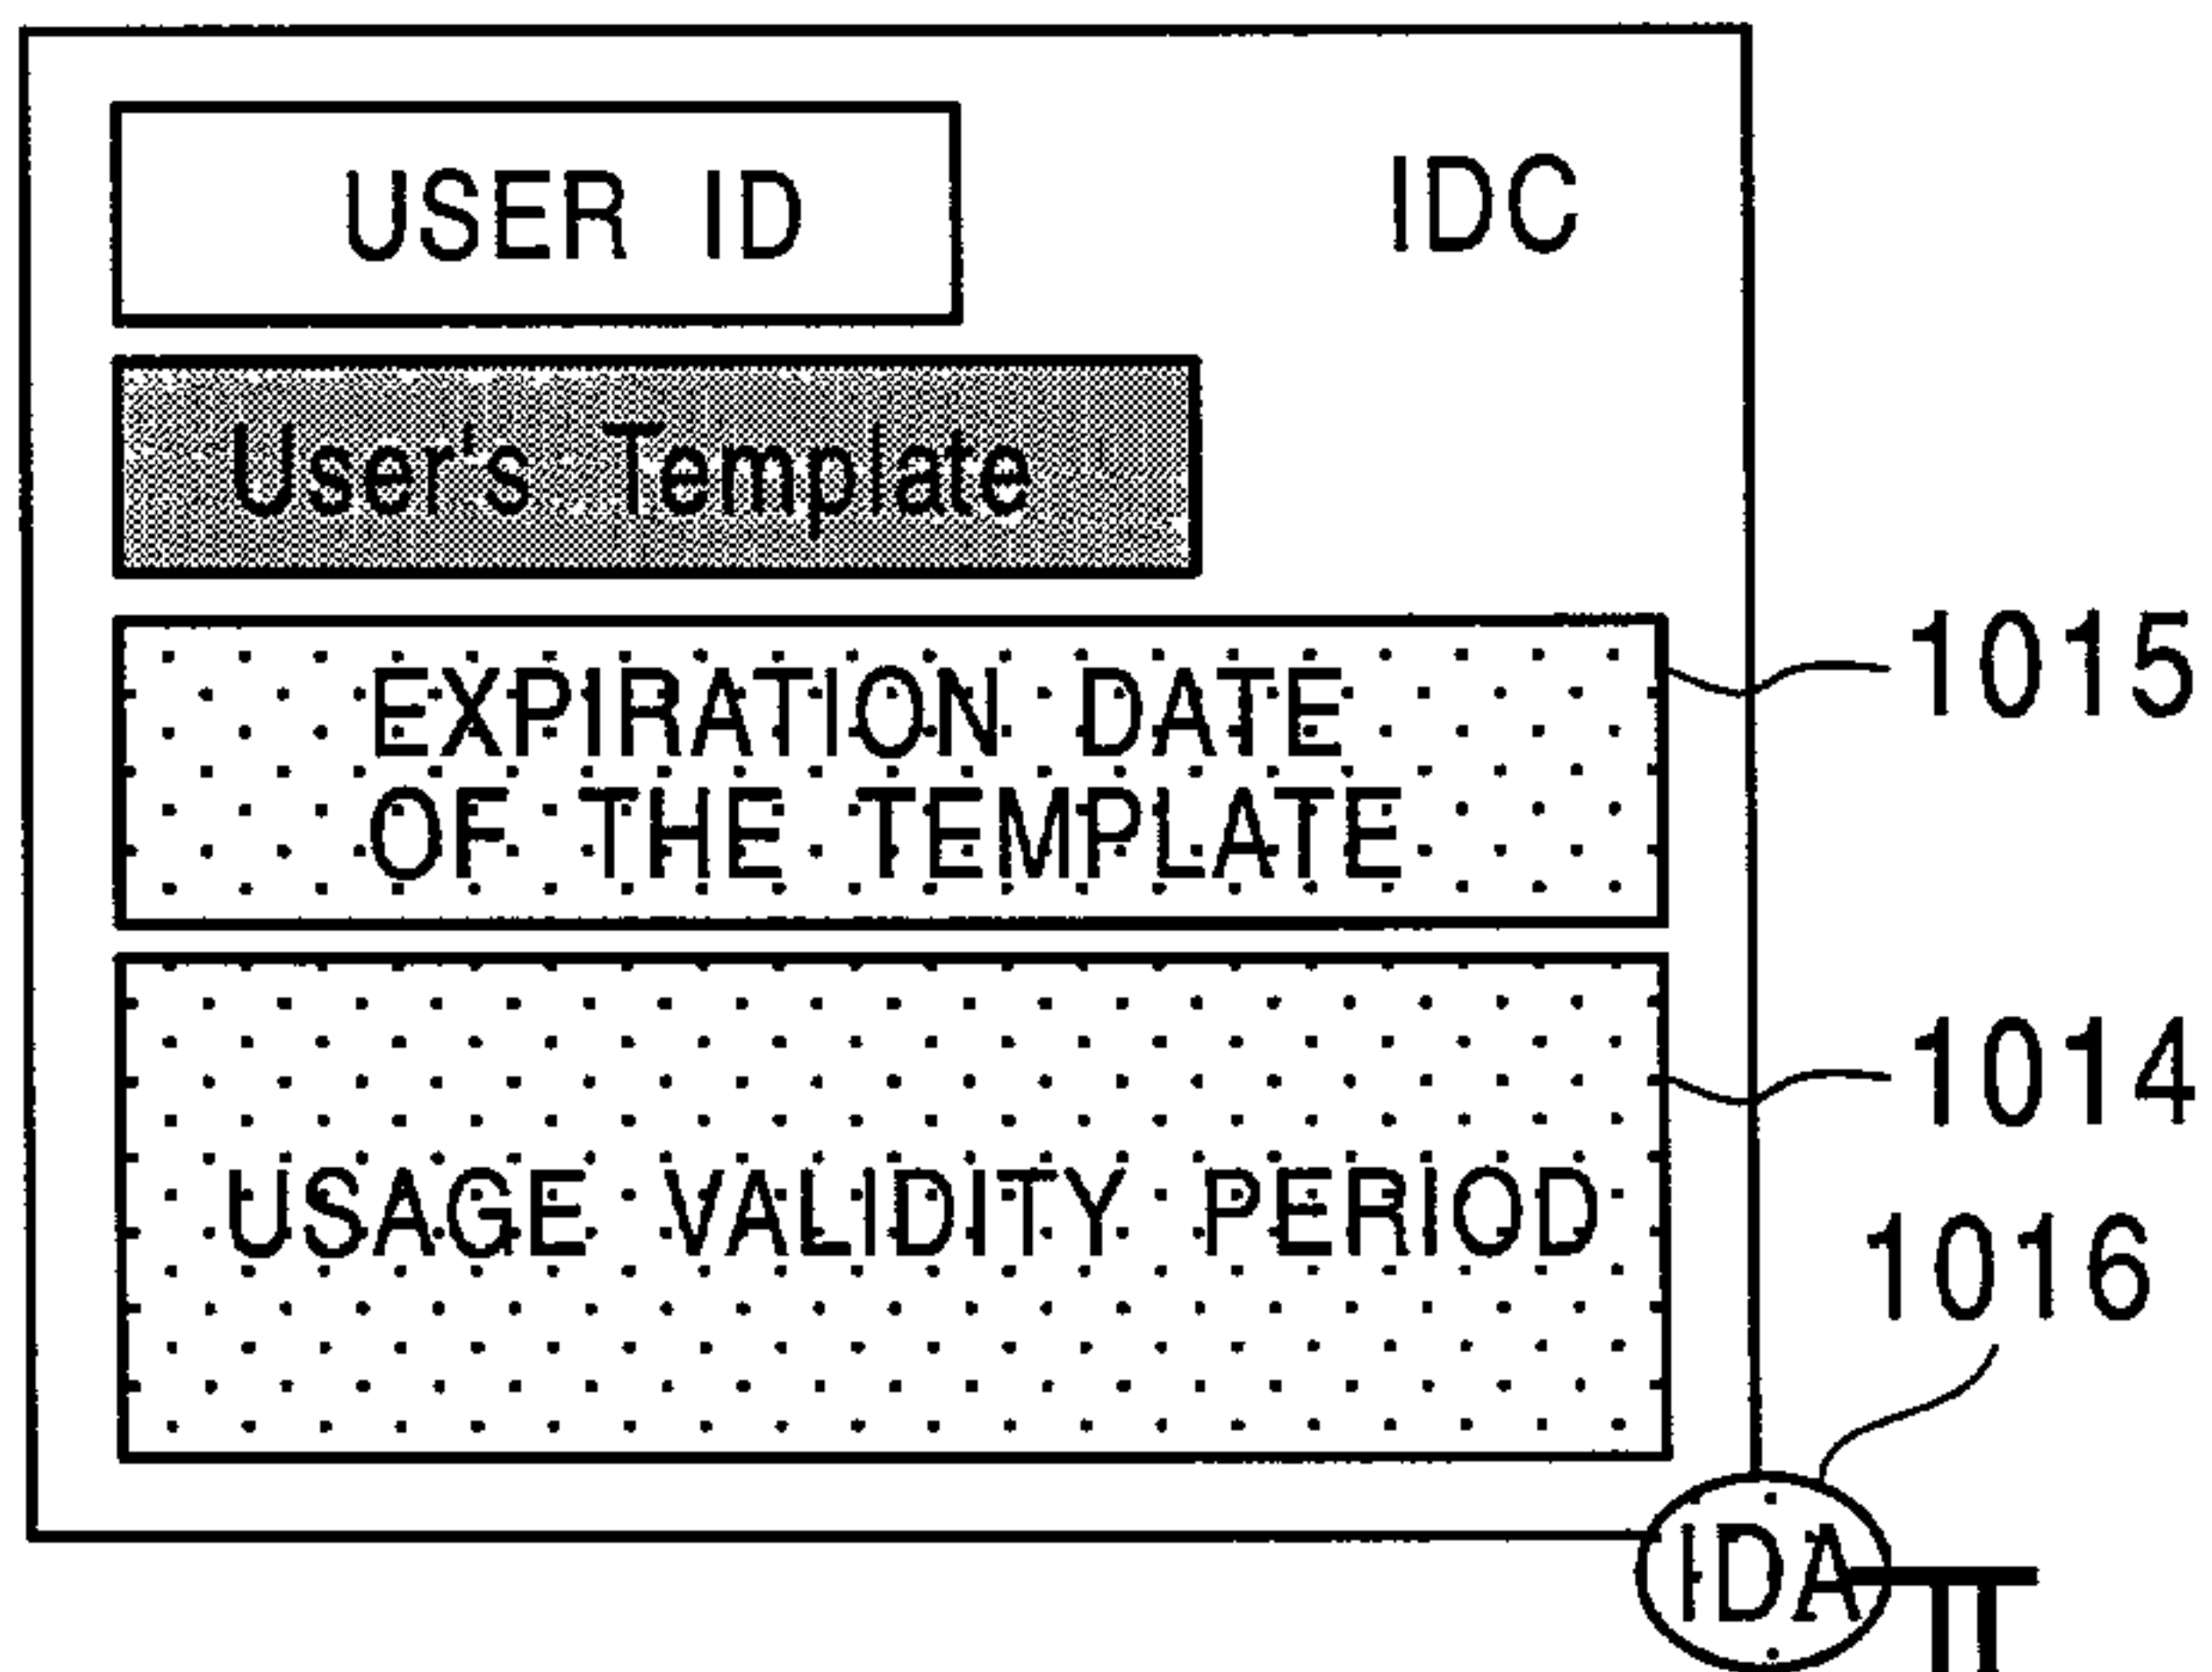 USER ID
IDC
User's Template
EXPIRATION DATE
OF THE TEMPLATE
1015
USAGE VALIDITY PERIOD
1014
1016
IDA